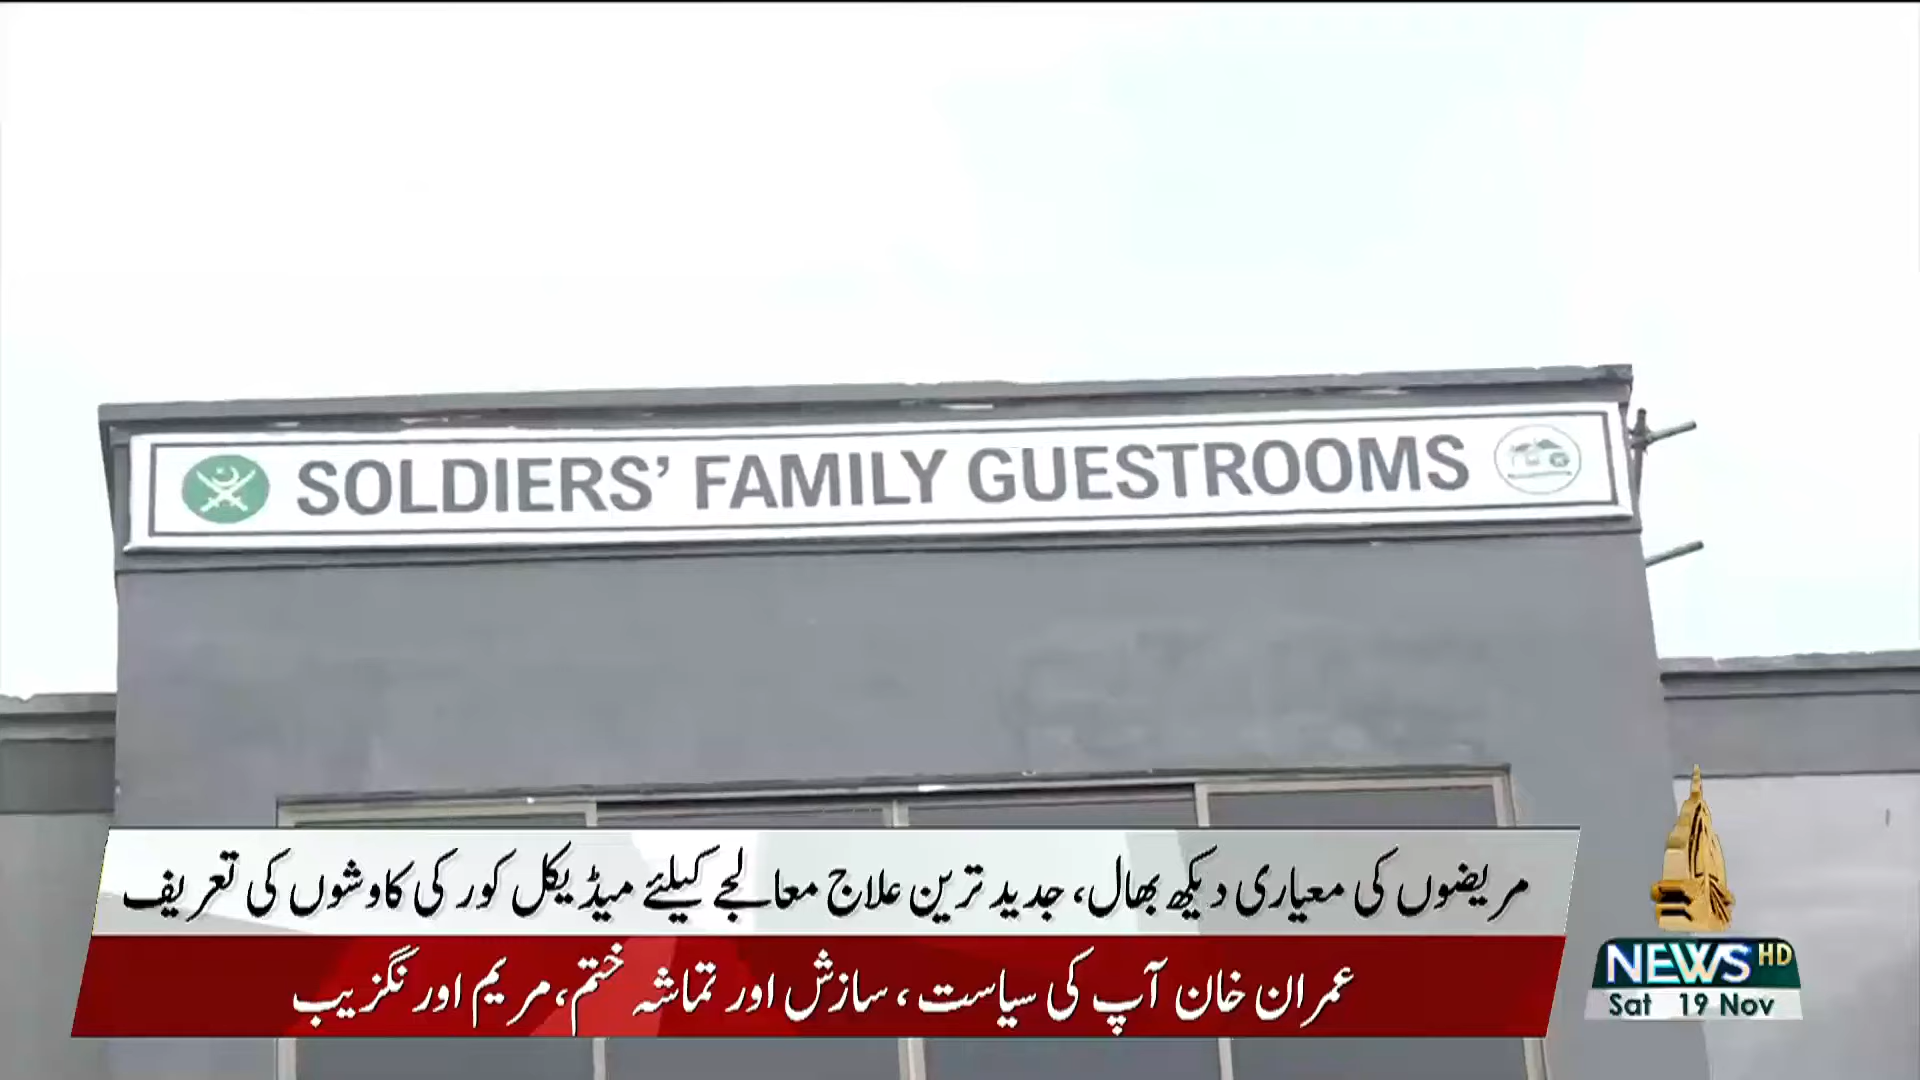 SOLDIERS' FAMILY GUESTROOMS
مریضوں کی معیاری دیکھ بھال، جدید ترین علاج معالجے کیلئے میڈیکل کور کی کاوشوں کی تعریف
عمران خان آپ کی سیاست، سازش اور تماشہ ختم، مریم اورنگزیب
NEWS HD
Sat 19 Nov